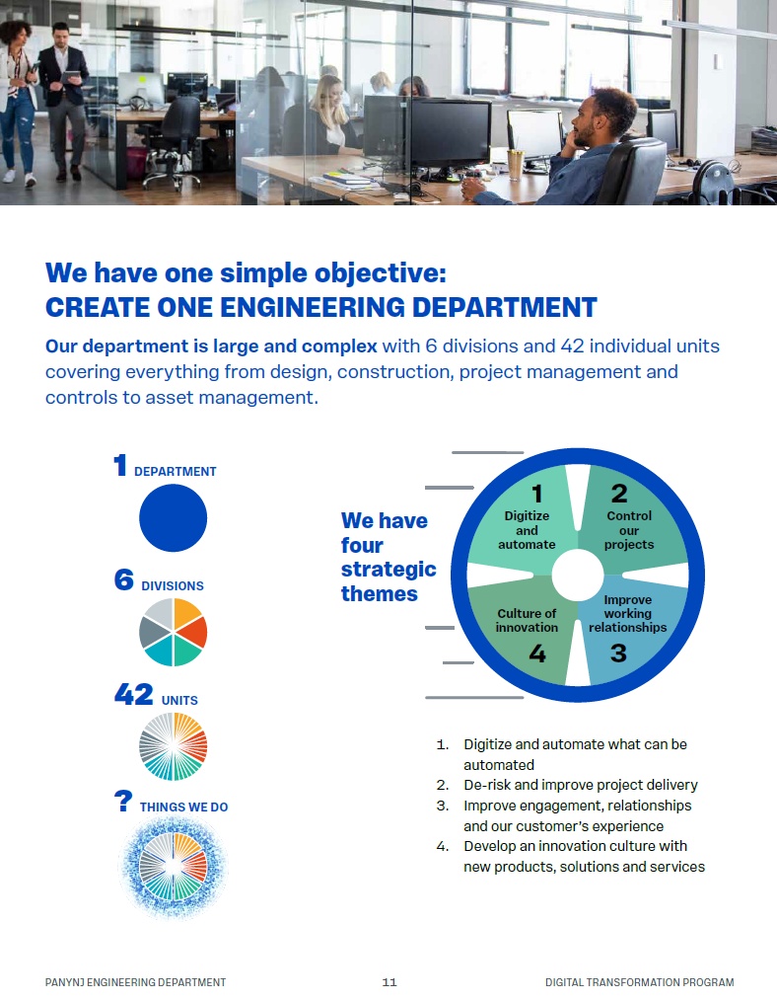 We have one simple objective:
CREATE ONE ENGINEERING DEPARTMENT
Our department is large and complex with 6 divisions and 42 individual units
covering everything from design, construction, project management and
controls to asset management.
1 DEPARTMENT
6 DIVISIONS
42 UNITS
? THINGS WE DO
We have
four
strategic
themes
1
Digitize
and
automate
2
Control
our
projects
Improve
working
relationships
3
Culture of
innovation
4
1. Digitize and automate what can be
automated
2. De-risk and improve project delivery
3. Improve engagement, relationships
and our customer's experience
4. Develop an innovation culture with
new products, solutions and services
PANYNJ ENGINEERING DEPARTMENT
11
DIGITAL TRANSFORMATION PROGRAM